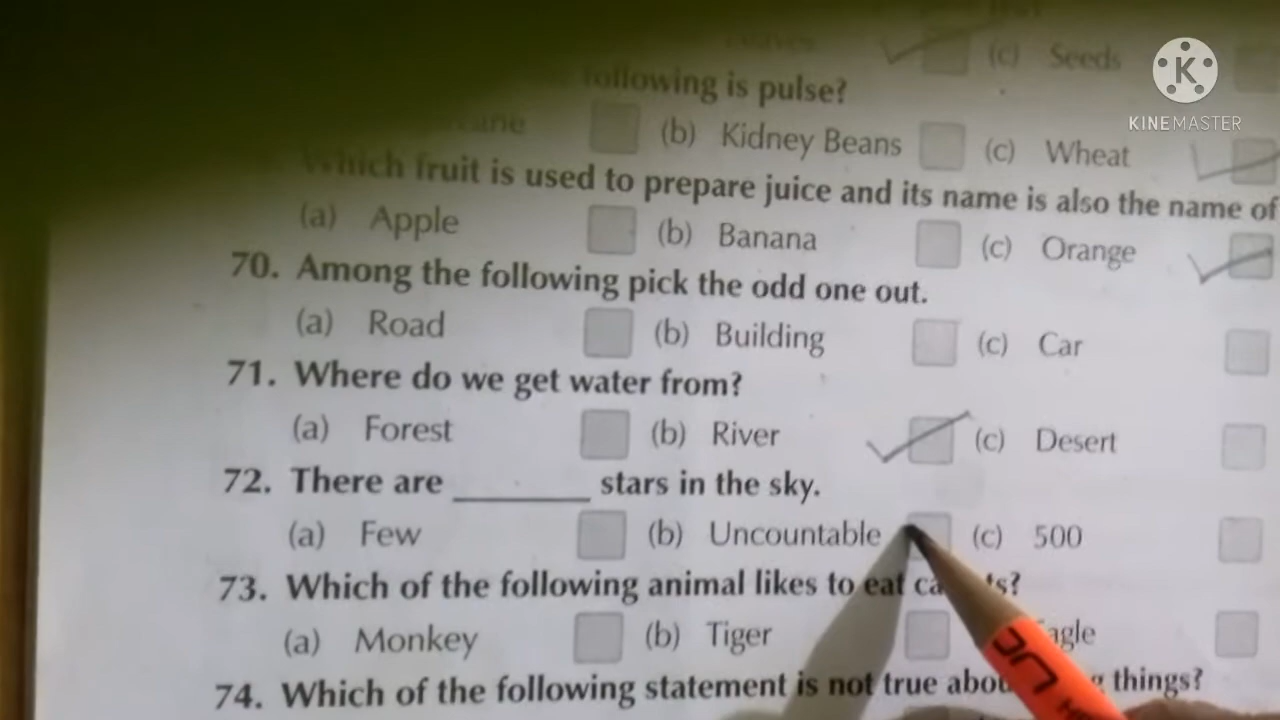 (c) Seeds
K
KINEMASTER
following is pulse?
(b) Kidney Beans (c) Wheat
Which fruit is used to prepare juice and its name is also the name of
(a) Apple (b) Banana (c) Orange
70. Among the following pick the odd one out.
(a) Road (b) Building (c) Car
71. Where do we get water from?
(a) Forest (b) River (c) Desert
72. There are ________ stars in the sky.
(a) Few (b) Uncountable (c) 500
73. Which of the following animal likes to eat
(a) Monkey (b) Tiger
74. Which of the following statement is not true things?